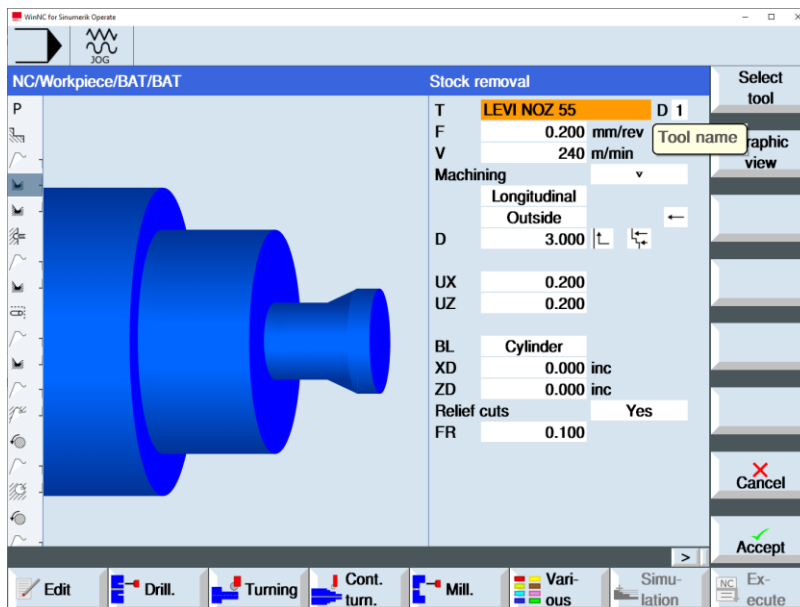 WinNC for Sinumerik Operate
JOG
NC/Workpiece/BAT/BAT
Stock removal
Select tool
P
T LEVI NOZ 55 D 1
F 0.200 mm/rev
Tool name
raphic view
V 240 m/min
Machining v
Longitudinal
Outside
D 3.000
UX 0.200
UZ 0.200
BL Cylinder
XD 0.000 inc
ZD 0.000 inc
Relief cuts Yes
FR 0.100
Cancel
Accept
>
Edit
Drill.
Turning
Cont. turn.
Mill.
Vari- ous
Simu- lation
NC Ex- ecute